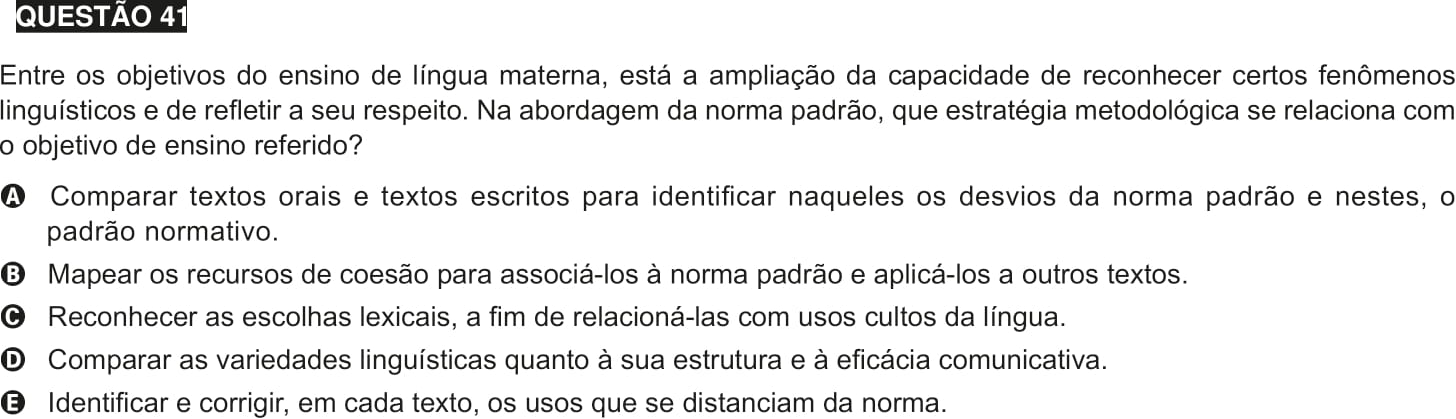 QUESTÃO 41
Entre os objetivos do ensino de língua materna, está a ampliação da capacidade de reconhecer certos fenômenos
linguísticos e de refletir a seu respeito. Na abordagem da norma padrão, que estratégia metodológica se relaciona com
o objetivo de ensino referido?
A Comparar textos orais e textos escritos para identificar naqueles os desvios da norma padrão e nestes, o
padrão normativo.
B Mapear os recursos de coesão para associá-los à norma padrão e aplicá-los a outros textos.
C Reconhecer as escolhas lexicais, a fim de relacioná-las com usos cultos da língua.
D Comparar as variedades linguísticas quanto à sua estrutura e à eficácia comunicativa.
E Identificar e corrigir, em cada texto, os usos que se distanciam da norma.